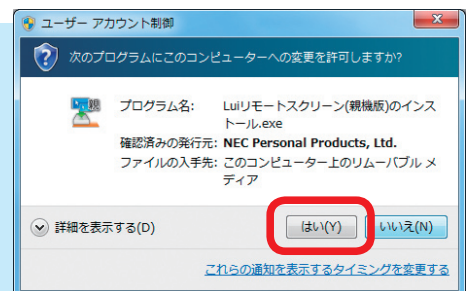 ユーザー アカウント制御
次のプログラムにこのコンピューターへの変更を許可しますか?
プログラム名: Luiリモートスクリーン(親機版)のインス
トール.exe
確認済みの発行元: NEC Personal Products, Ltd.
ファイルの入手先: このコンピューター上のリムーバブル メ
ディア
詳細を表示する(D)
はい(Y)
いいえ(N)
これらの通知を表示するタイミングを変更する